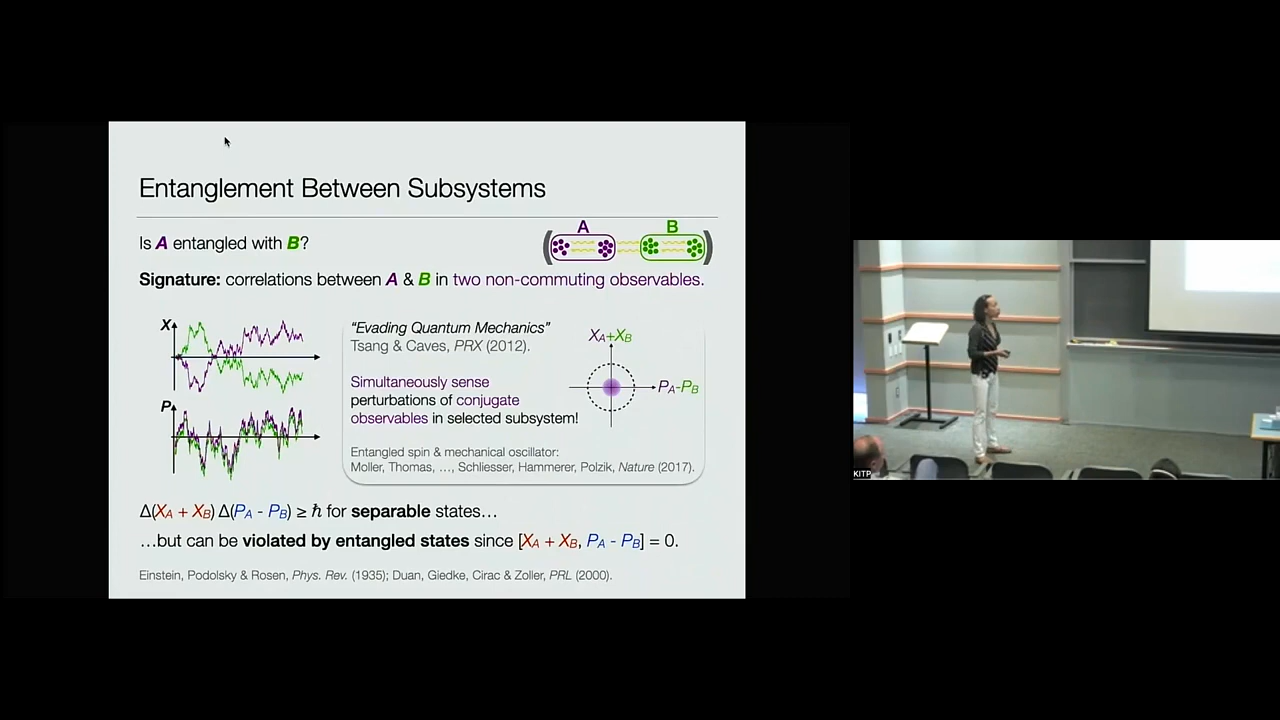 Entanglement Between Subsystems
Is A entangled with B?
A B
Signature: correlations between A & B in two non-commuting observables.
X
P
"Evading Quantum Mechanics"
Tsang & Caves, PRX (2012).
Simultaneously sense
perturbations of conjugate
observables in selected subsystem!
Entangled spin & mechanical oscillator:
Moller, Thomas, …, Schliesser, Hammerer, Polzik, Nature (2017).
XA+XB
PA-PB
Δ(XA + XB) Δ(PA - PB) ≥ ħ for separable states…
…but can be violated by entangled states since [XA + XB, PA - PB] = 0.
Einstein, Podolsky & Rosen, Phys. Rev. (1935); Duan, Giedke, Cirac & Zoller, PRL (2000).
KITP